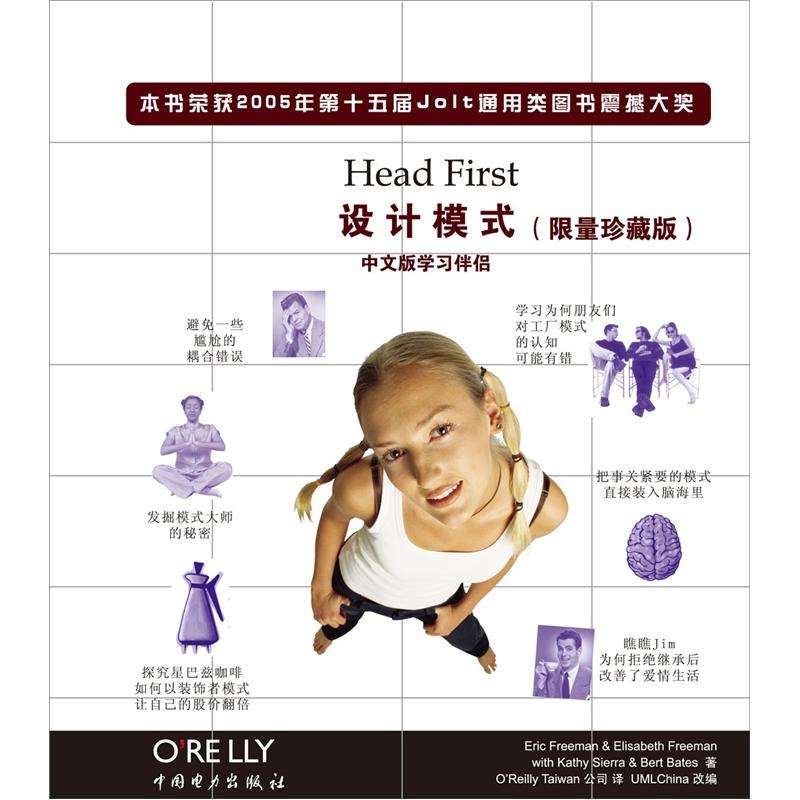 本书荣获2005年第十五届Jolt通用类图书震撼大奖
Head First
设计模式（限量珍藏版）
中文版学习伴侣
避免一些
尴尬的
耦合错误
学习为何朋友们
对工厂模式
的认知
可能有错
发掘模式大师
的秘密
把事关紧要的模式
直接装入脑海里
探究星巴兹咖啡
如何以装饰者模式
让自己的股价翻倍
瞧瞧Jim
为何拒绝继承后
改善了爱情生活
O'REILLY
中国电力出版社
Eric Freeman & Elisabeth Freeman
with Kathy Sierra & Bert Bates 著
O'Reilly Taiwan 公司 译 UMLChina 改编